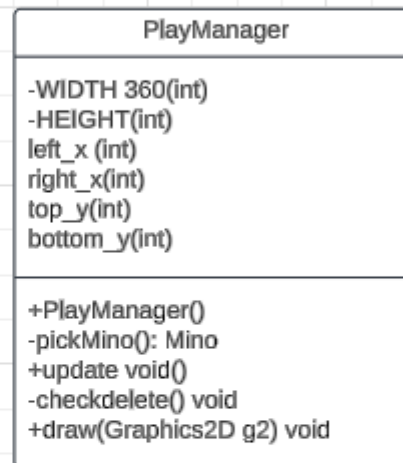 PlayManager
-WIDTH 360(int)
-HEIGHT(int)
left_x (int)
right_x(int)
top_y(int)
bottom_y(int)
+PlayManager()
-pickMino(): Mino
+update void()
-checkdelete() void
+draw(Graphics2D g2) void